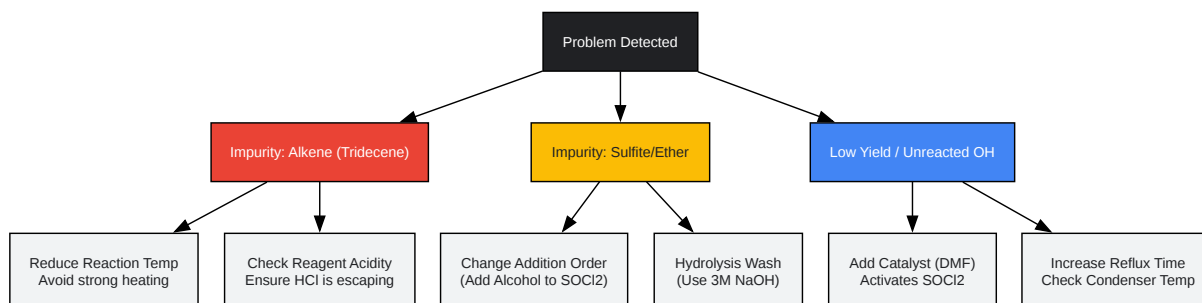 Problem Detected
Impurity: Alkene (Tridecene)
Impurity: Sulfite/Ether
Low Yield / Unreacted OH
Reduce Reaction Temp
Avoid strong heating
Check Reagent Acidity
Ensure HCl is escaping
Change Addition Order
(Add Alcohol to SOCl2)
Hydrolysis Wash
(Use 3M NaOH)
Add Catalyst (DMF)
Activates SOCl2
Increase Reflux Time
Check Condenser Temp